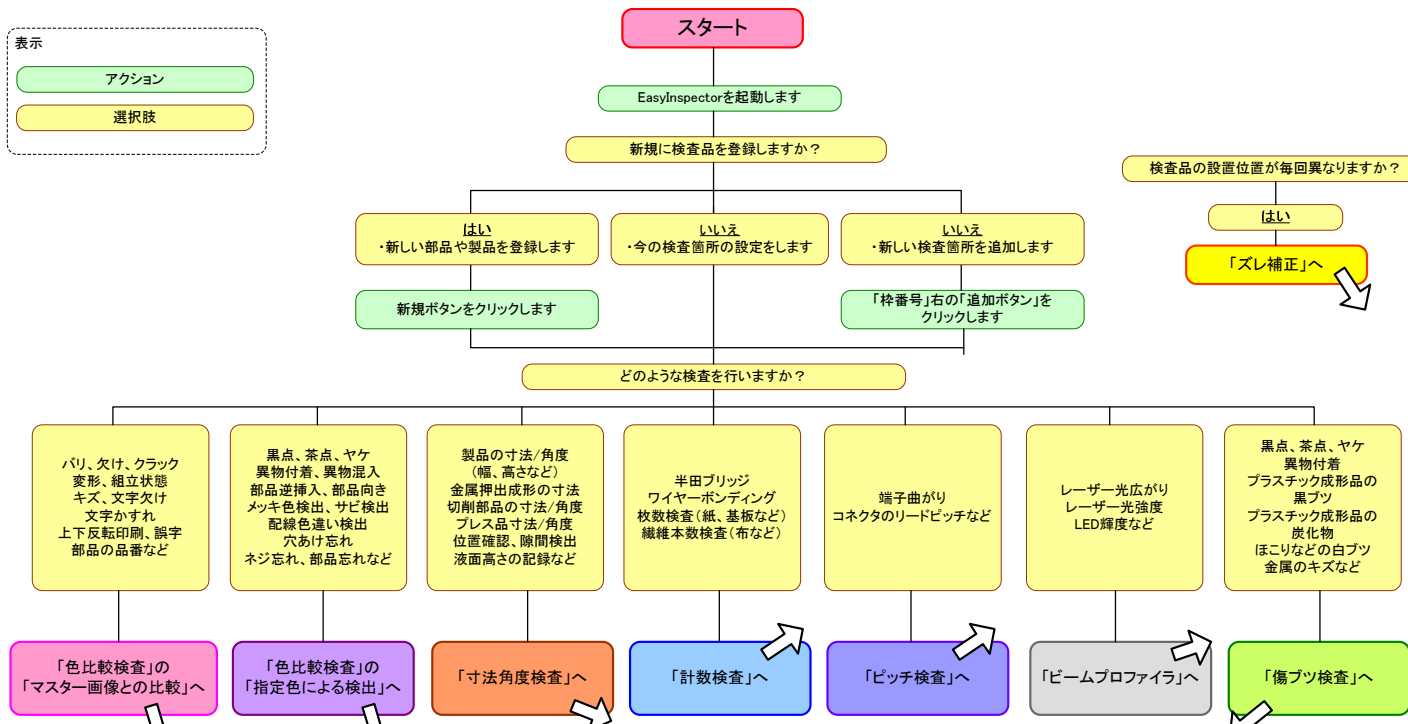 スタート
表示
アクション
選択肢
EasyInspectorを起動します
新規に検査品を登録しますか？
検査品の設置位置が毎回異なりますか？
はい
・新しい部品や製品を登録します
いいえ
・今の検査箇所の設定をします
いいえ
・新しい検査箇所を追加します
はい
「ズレ補正」へ
新規ボタンをクリックします
「枠番号」右の「追加ボタン」を
クリックします
どのような検査を行いますか？
バリ、欠け、クラック
変形、組立状態
キズ、文字欠け
文字かすれ
上下反転印刷、誤字
部品の品番など
黒点、茶点、ヤケ
異物付着、異物混入
部品逆挿入、部品向き
メッキ色検出、サビ検出
配線色違い検出
穴あけ忘れ
ネジ忘れ、部品忘れなど
製品の寸法/角度
（幅、高さなど）
金属押出成形の寸法
切削部品の寸法/角度
プレス品寸法/角度
位置確認、隙間検出
液面高さの記録など
半田ブリッジ
ワイヤーボンディング
枚数検査（紙、基板など）
繊維本数検査（布など）
端子曲がり
コネクタのリードピッチなど
レーザー光広がり
レーザー光強度
LED輝度など
黒点、茶点、ヤケ
異物付着
プラスチック成形品の
黒ブツ
プラスチック成形品の
炭化物
ほこりなどの白ブツ
金属のキズなど
「色比較検査」の
「マスター画像との比較」へ
「色比較検査」の
「指定色による検出」へ
「寸法角度検査」へ
「計数検査」へ
「ピッチ検査」へ
「ビームプロファイラ」へ
「傷ブツ検査」へ